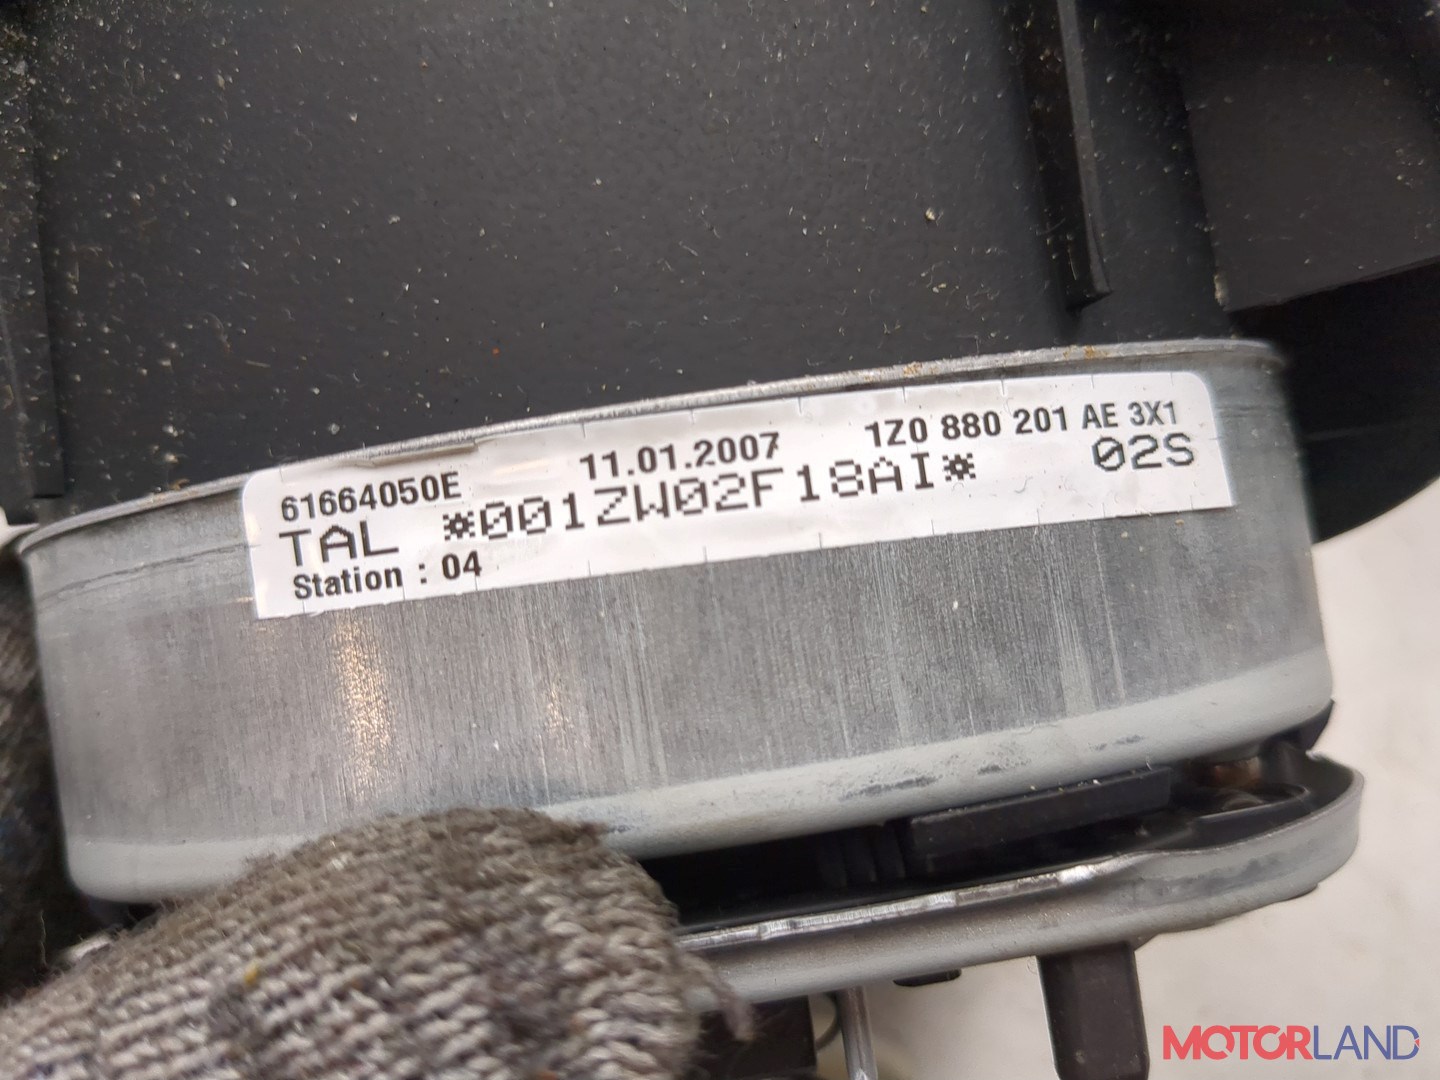 61664050E 11.01.2007 1Z0 880 201 AE 3X1
TAL *001ZW02F18AI* 02S
Station : 04
MOTORLAND